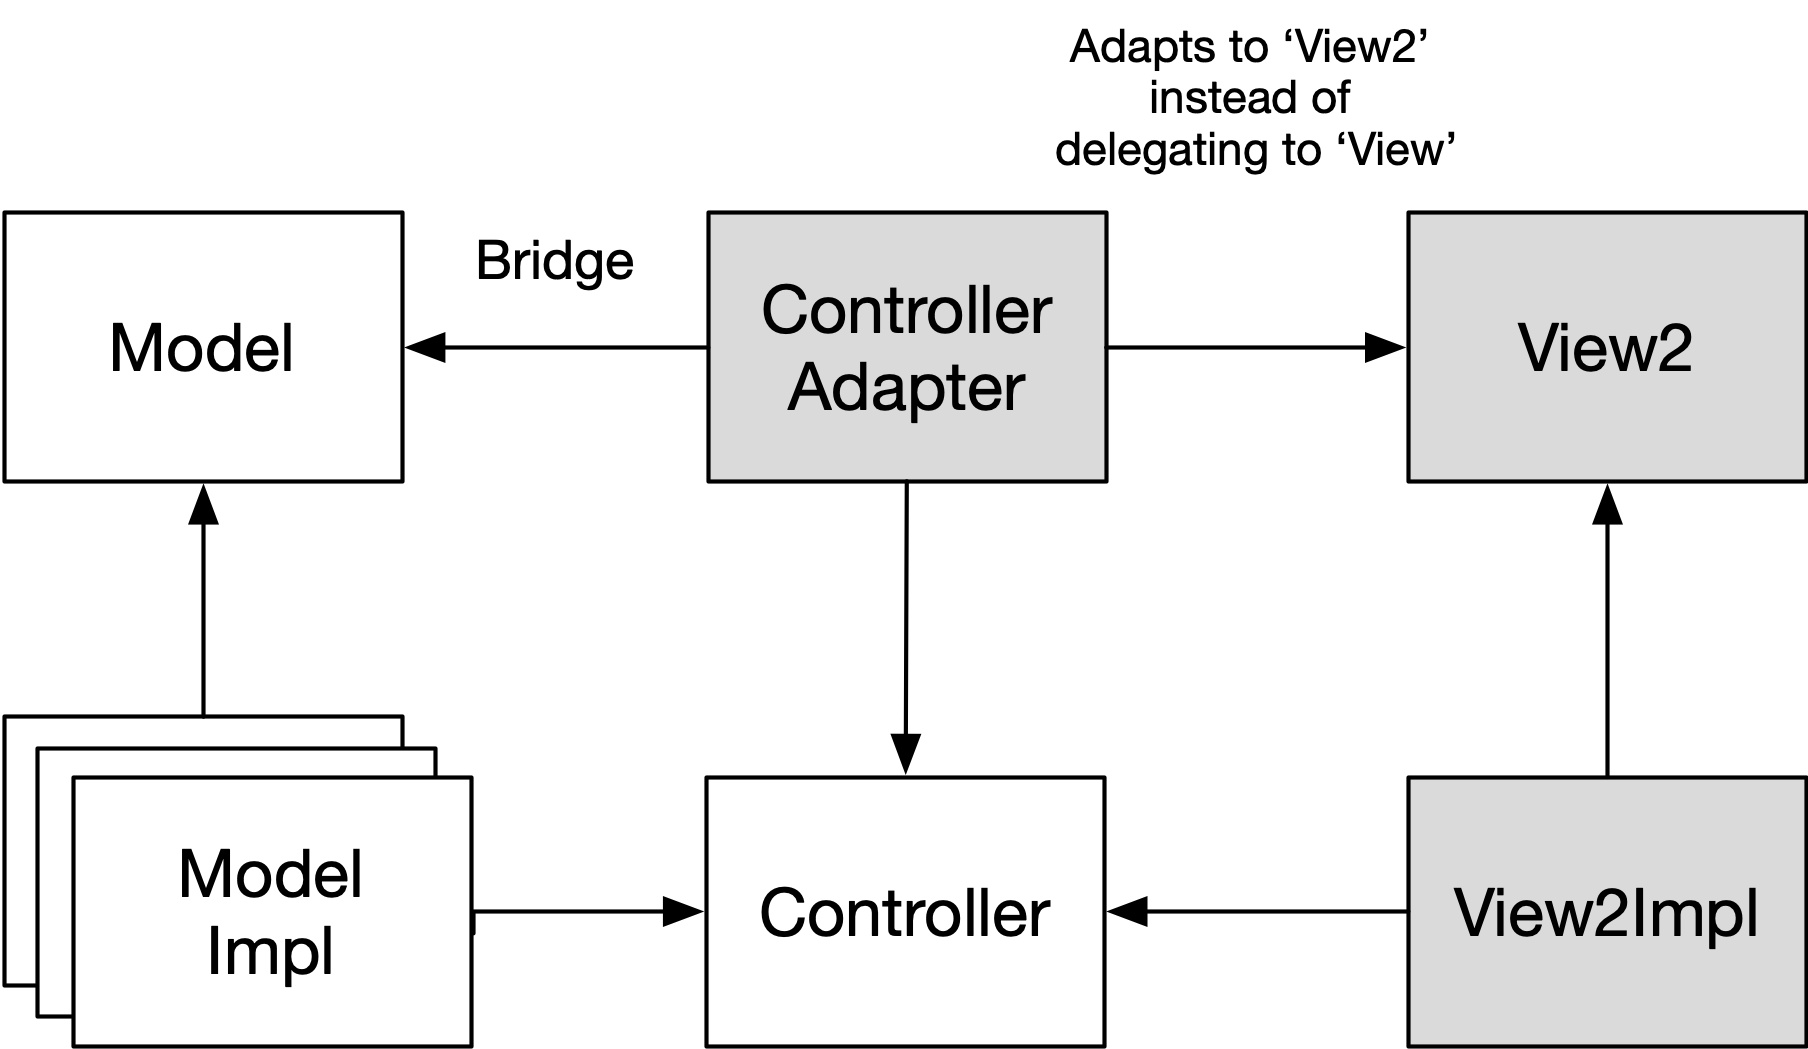 Adapts to ‘View2’
instead of
delegating to ‘View’
Bridge
Model
Controller
Adapter
View2
Model
Impl
Controller
View2Impl